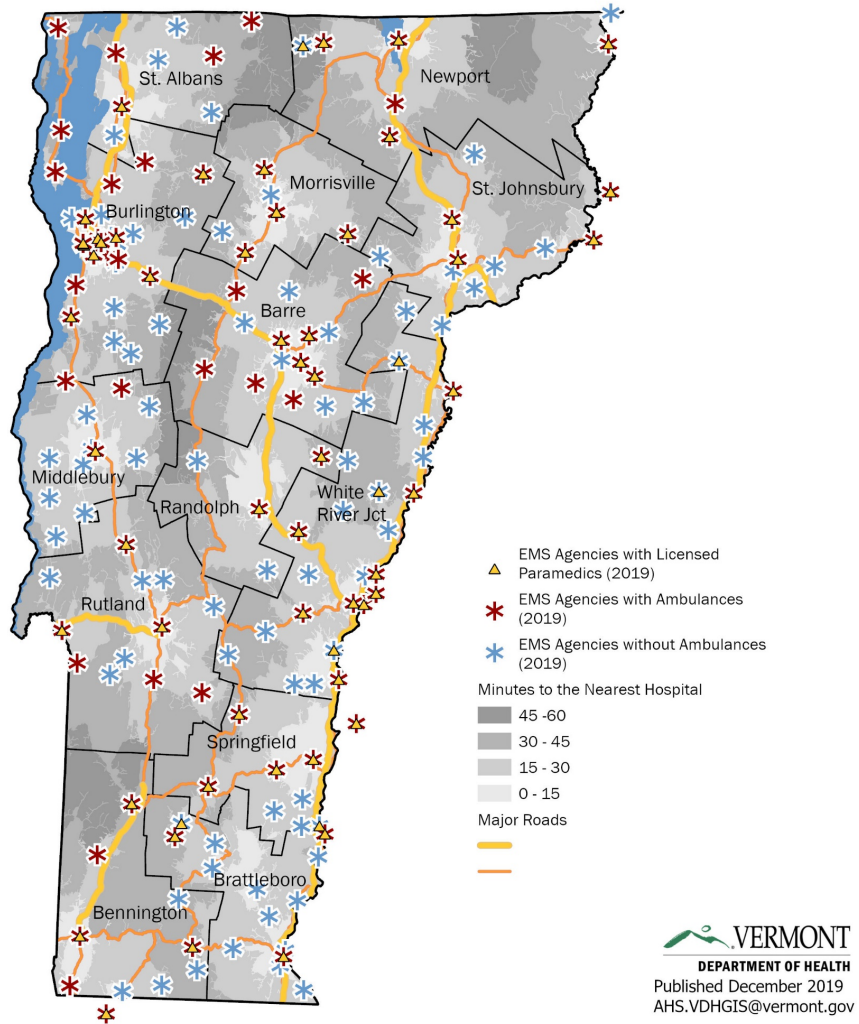 St. Albans
Newport
Morrisville
St. Johnsbury
Burlington
Barre
Middlebury
Randolph
White
River Jct
Rutland
Springfield
Brattleboro
Bennington
EMS Agencies with Licensed
Paramedics (2019)
EMS Agencies with Ambulances
(2019)
EMS Agencies without Ambulances
(2019)
Minutes to the Nearest Hospital
45 -60
30 - 45
15 - 30
0 - 15
Major Roads
VERMONT
DEPARTMENT OF HEALTH
Published December 2019
AHS.VDHGIS@vermont.gov